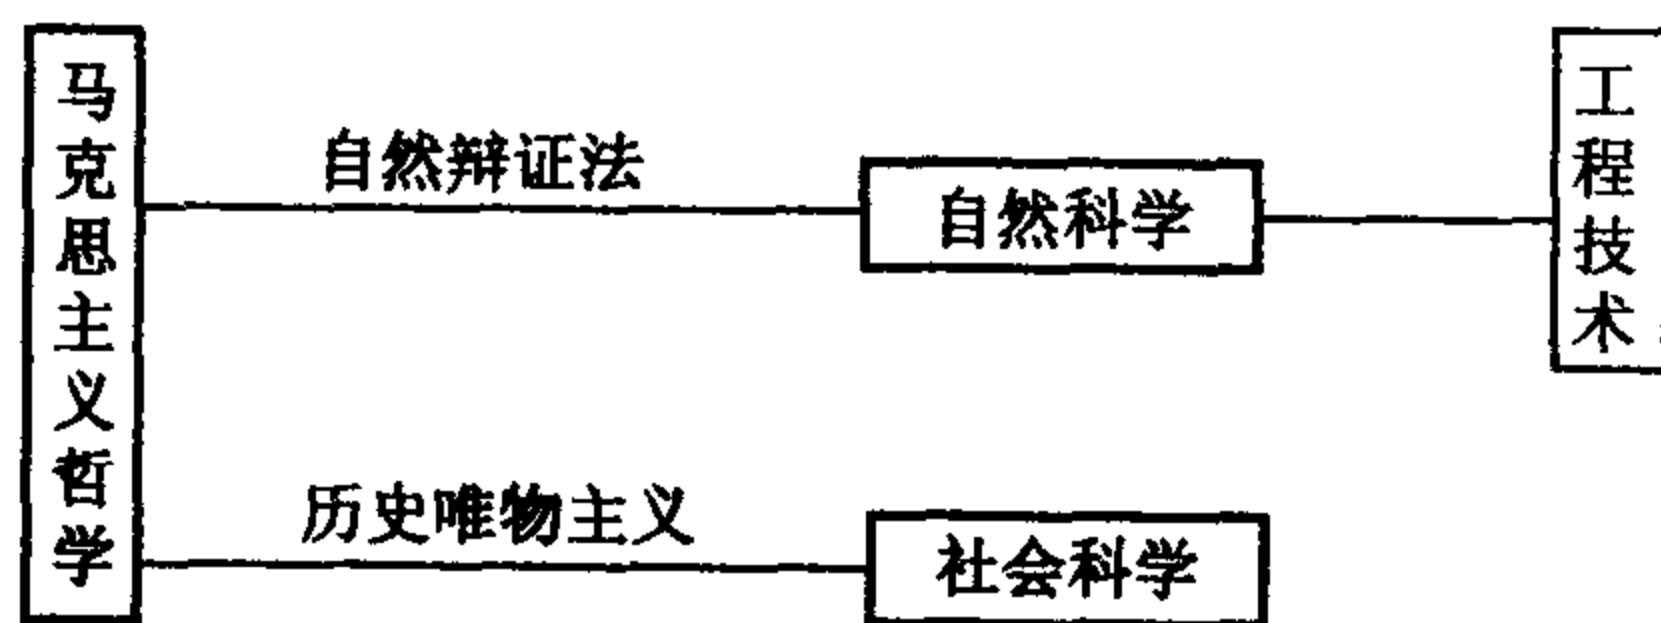 马克思主义哲学
自然辩证法
自然科学
工程技术
历史唯物主义
社会科学